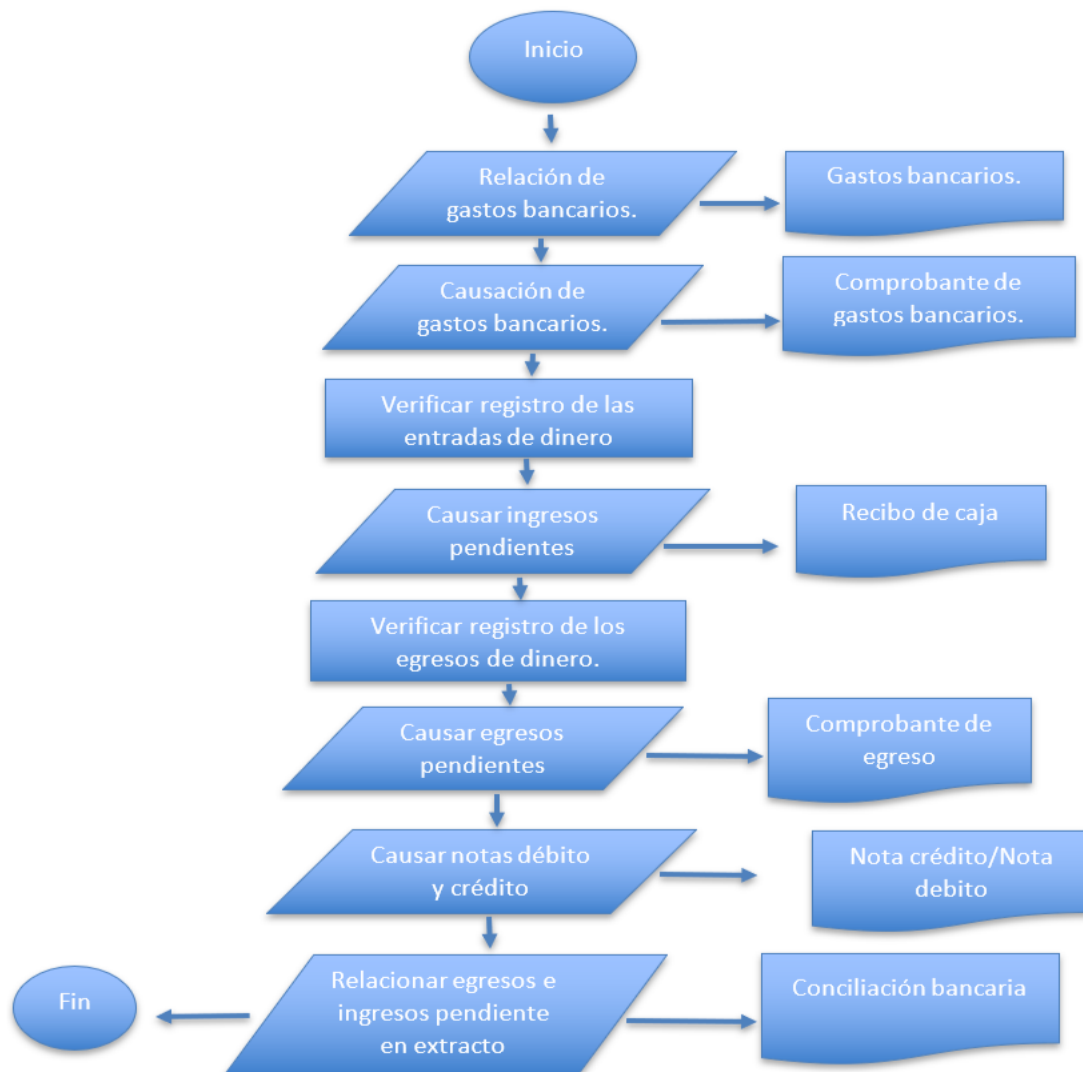 Inicio
Relación de
gastos bancarios.
Gastos bancarios.
Causación de
gastos bancarios.
Comprobante de
gastos bancarios.
Verificar registro de las
entradas de dinero
Causar ingresos
pendientes
Recibo de caja
Verificar registro de los
egresos de dinero.
Causar egresos
pendientes
Comprobante de
egreso
Causar notas débito
y crédito
Nota crédito/Nota
debito
Relacionar egresos e
ingresos pendiente
en extracto
Conciliación bancaria
Fin